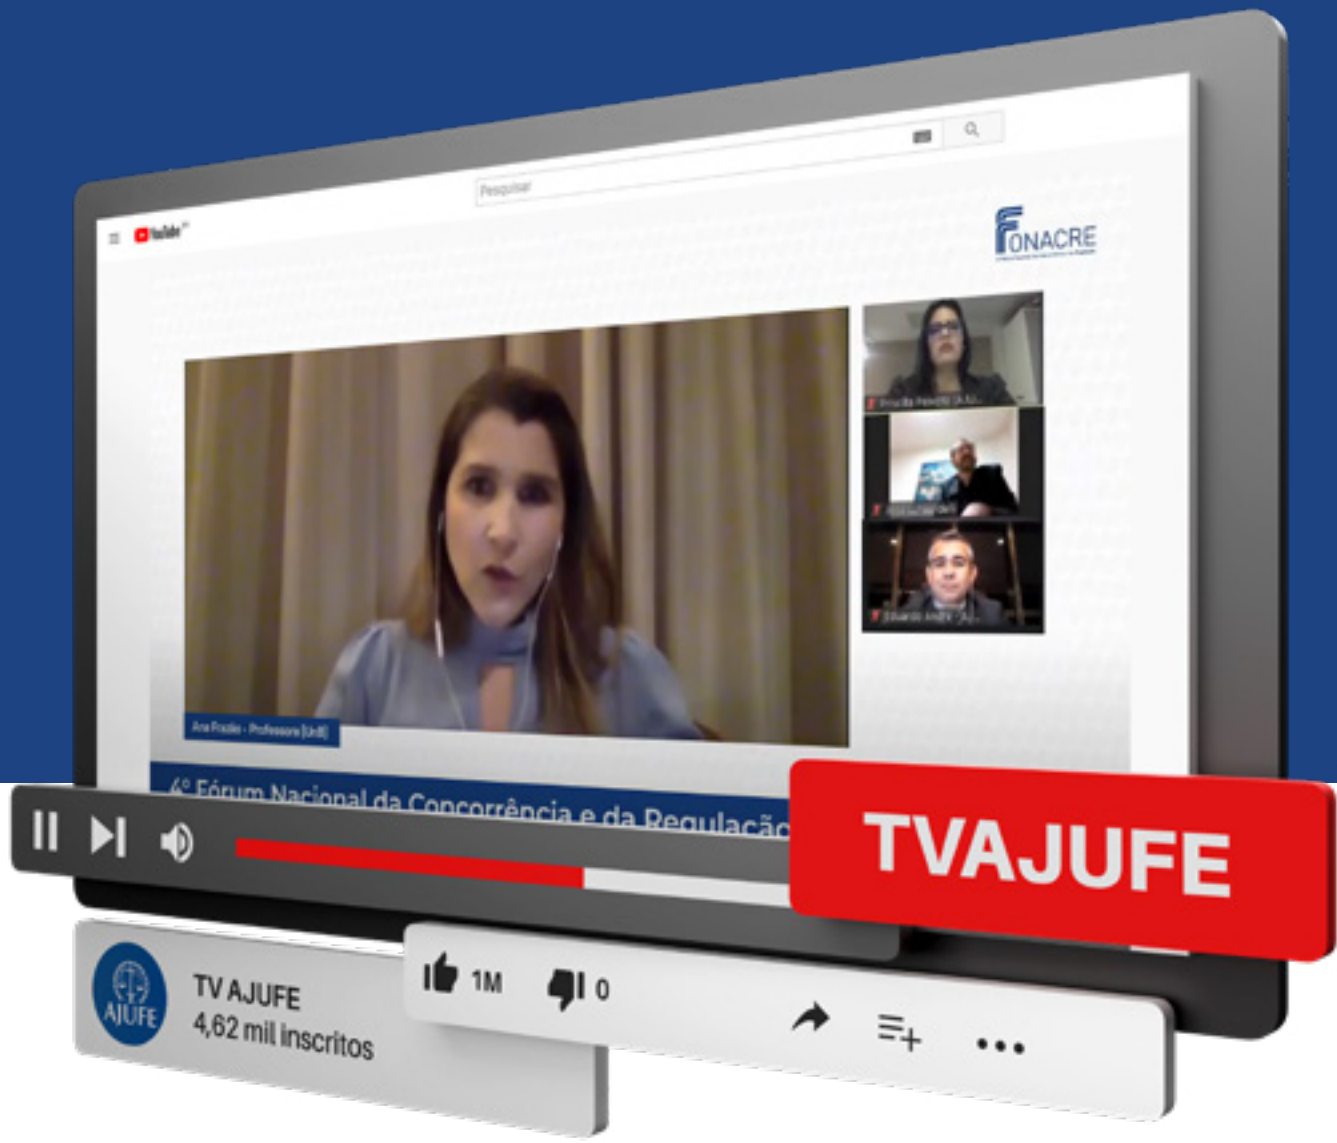 YouTube
Pesquisar
FONACRE
Ana Frazão - Professora (UnB)
4º Fórum Nacional da Concorrência e da Regulação
TVAJUFE
AJUFE
TV AJUFE
4,62 mil inscritos
1M
0